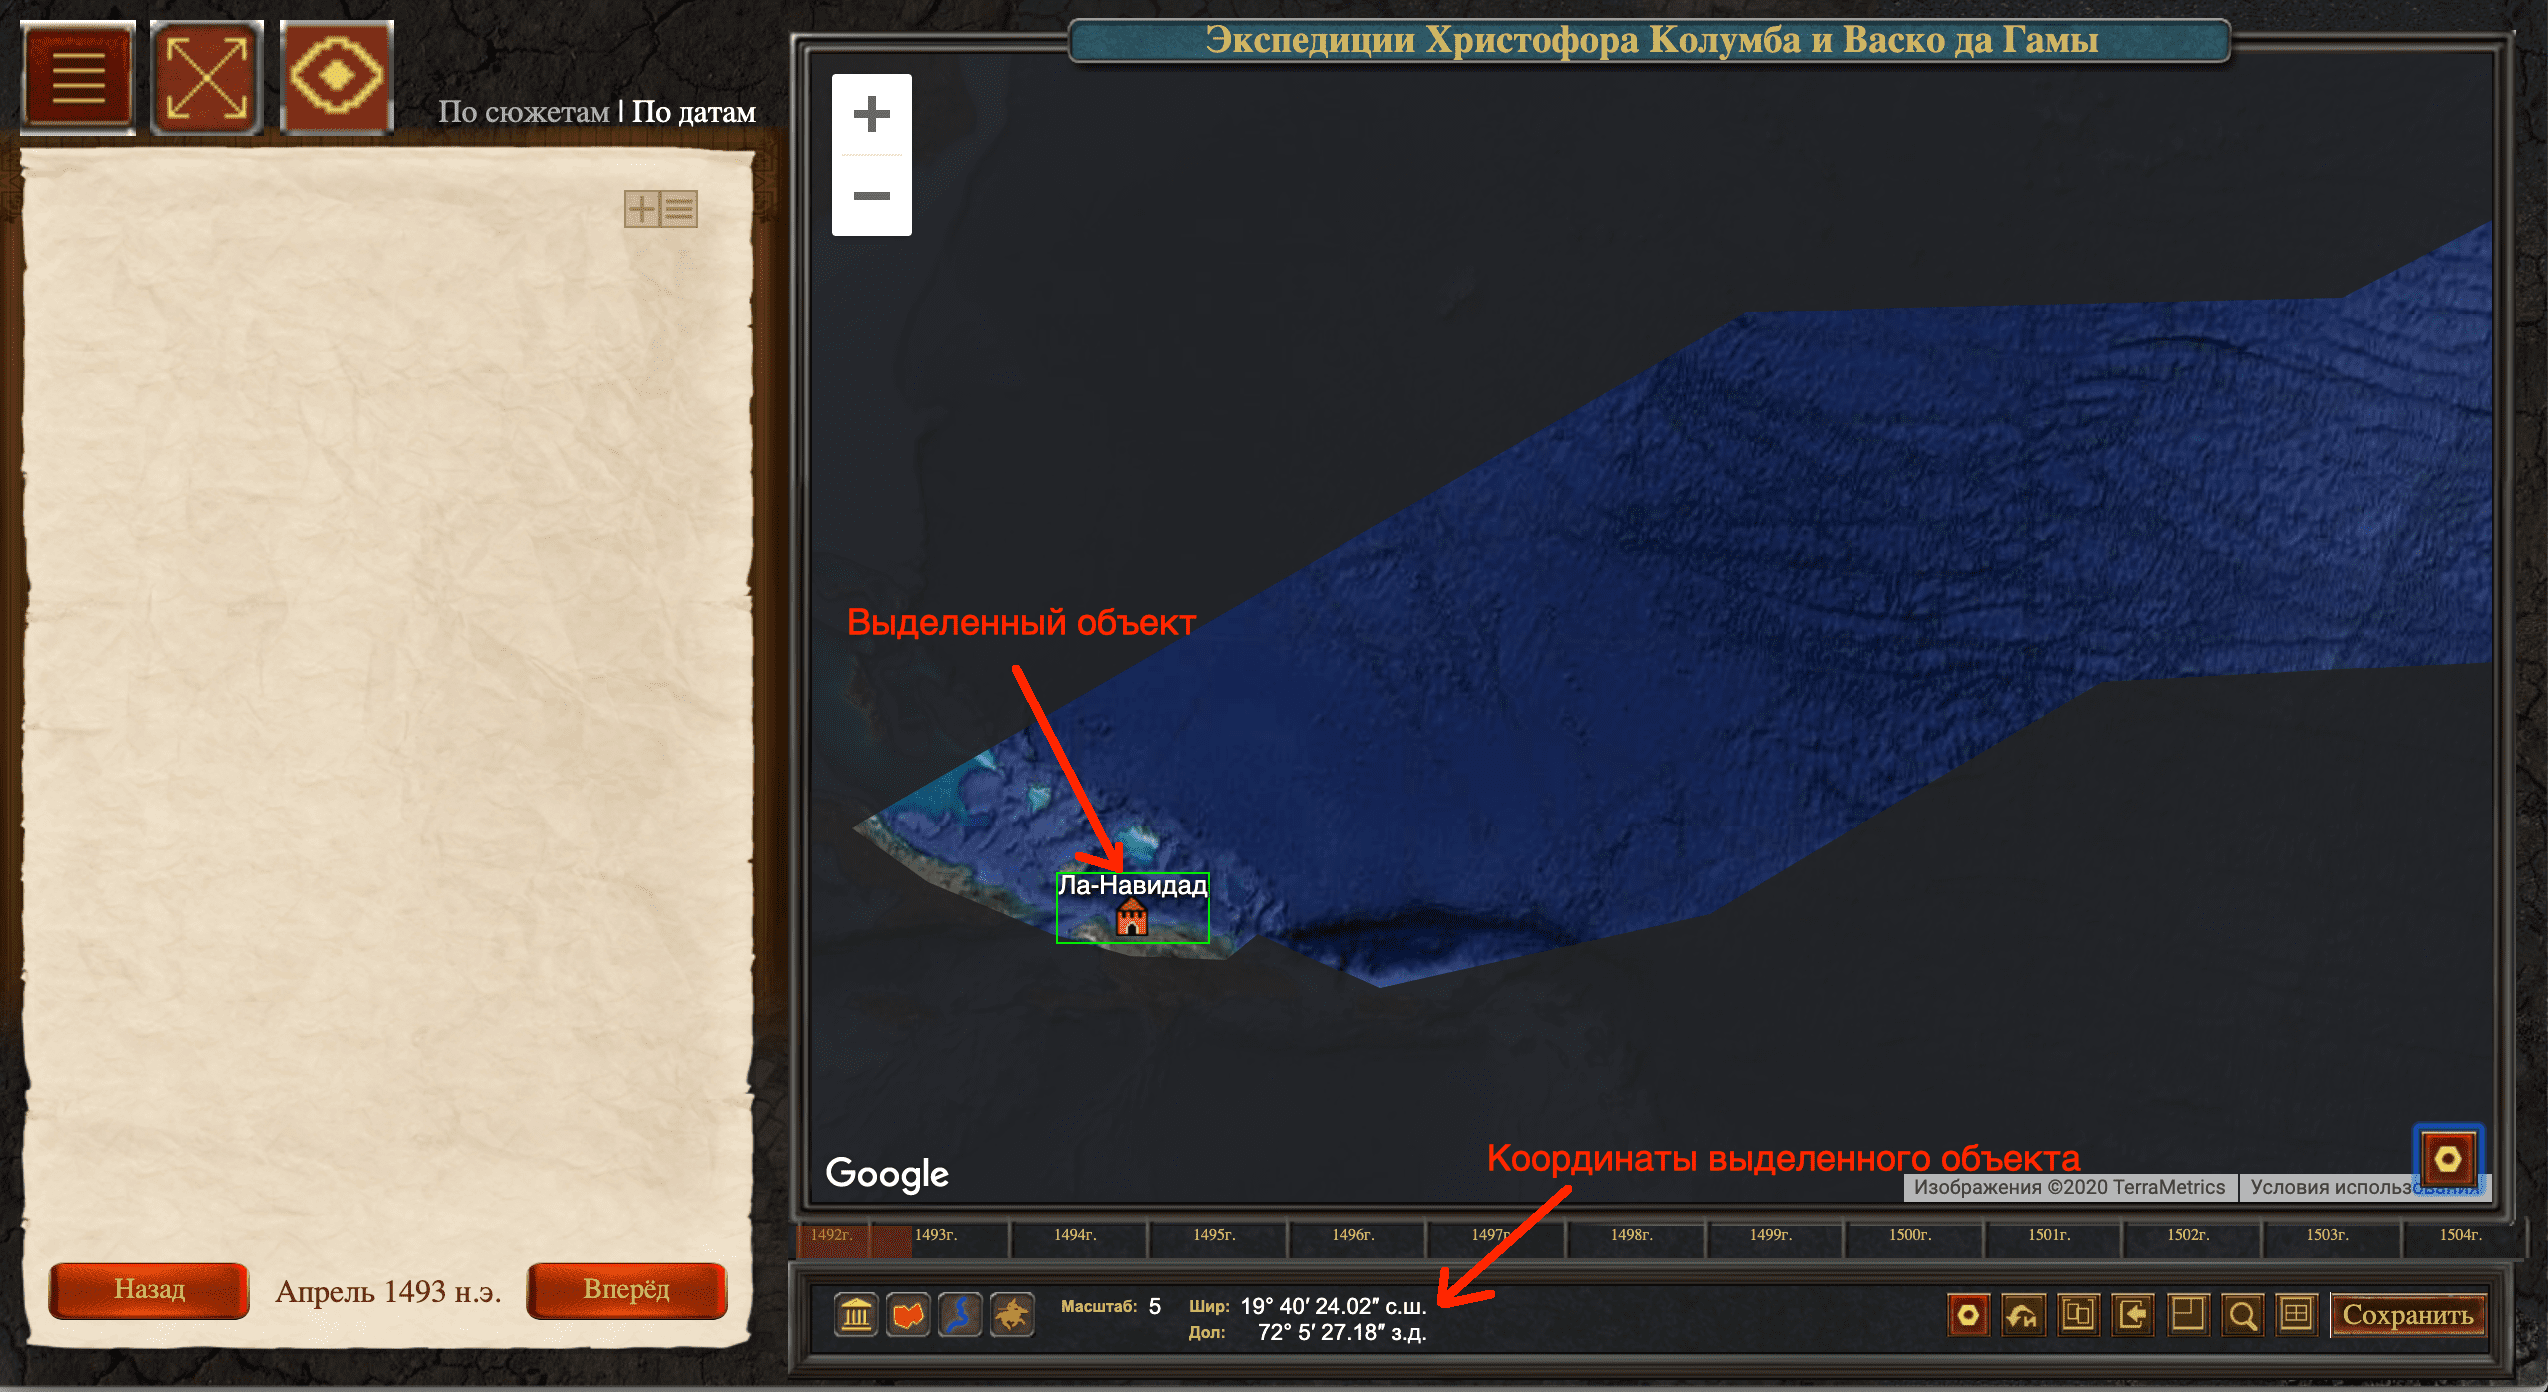 Экспедиции Христофора Колумба и Васко да Гамы
По сюжетам | По датам
Выделенный объект
Ла-Навидад
Координаты выделенного объекта
Google
Изображения ©2020 TerraMetrics
Условия использования
1492г. 1493г. 1494г. 1495г. 1496г. 1497г. 1498г. 1499г. 1500г. 1501г. 1502г. 1503г. 1504г.
Назад
Апрель 1493 н.э.
Вперёд
Масштаб: 5
Шир: 19° 40′ 24.02″ с.ш.
Дол: 72° 5′ 27.18″ з.д.
Сохранить